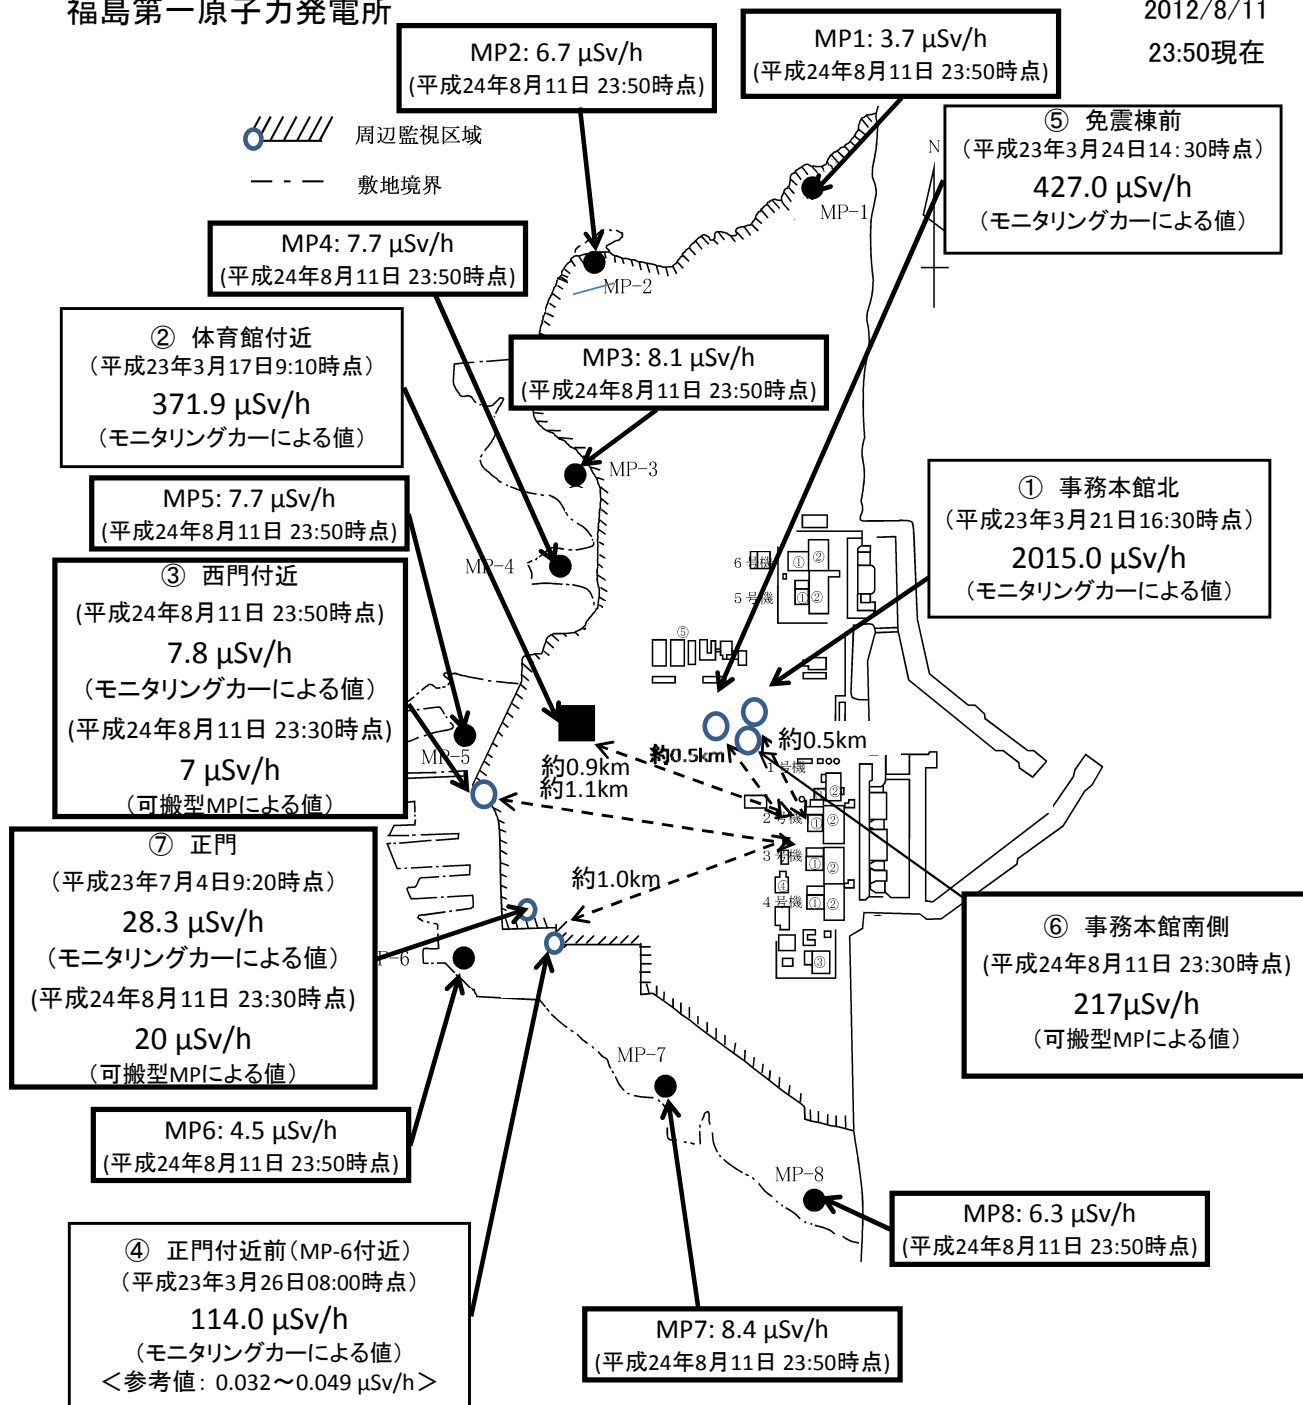 福島第一原子力発電所
2012/8/11
23:50現在
MP2: 6.7 μSv/h
(平成24年8月11日 23:50時点)
MP1: 3.7 μSv/h
(平成24年8月11日 23:50時点)
周辺監視区域
敷地境界
⑤ 免震棟前
(平成23年3月24日14:30時点)
427.0 μSv/h
(モニタリングカーによる値)
N
MP-1
MP4: 7.7 μSv/h
(平成24年8月11日 23:50時点)
MP-2
② 体育館付近
(平成23年3月17日9:10時点)
371.9 μSv/h
(モニタリングカーによる値)
MP3: 8.1 μSv/h
(平成24年8月11日 23:50時点)
MP-3
MP5: 7.7 μSv/h
(平成24年8月11日 23:50時点)
① 事務本館北
(平成23年3月21日16:30時点)
2015.0 μSv/h
(モニタリングカーによる値)
MP-4
6号機
① ②
5号機
① ②
⑤
③ 西門付近
(平成24年8月11日 23:50時点)
7.8 μSv/h
(モニタリングカーによる値)
(平成24年8月11日 23:30時点)
7 μSv/h
(可搬型MPによる値)
MP-5
約0.9km
約1.1km
約0.5km
約0.5km
1号機
②
2号機
① ②
3号機
① ②
④
4号機
① ②
③
約1.0km
⑦ 正門
(平成23年7月4日9:20時点)
28.3 μSv/h
(モニタリングカーによる値)
(平成24年8月11日 23:30時点)
20 μSv/h
(可搬型MPによる値)
P-6
⑥ 事務本館南側
(平成24年8月11日 23:30時点)
217μSv/h
(可搬型MPによる値)
MP-7
MP6: 4.5 μSv/h
(平成24年8月11日 23:50時点)
MP-8
MP8: 6.3 μSv/h
(平成24年8月11日 23:50時点)
④ 正門付近前(MP-6付近)
(平成23年3月26日08:00時点)
114.0 μSv/h
(モニタリングカーによる値)
＜参考値: 0.032～0.049 μSv/h＞
MP7: 8.4 μSv/h
(平成24年8月11日 23:50時点)